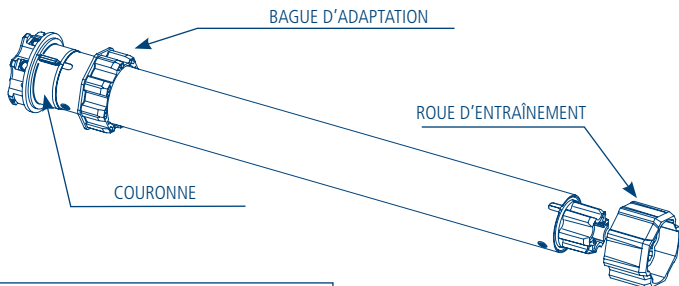 BAGUE D’ADAPTATION
ROUE D’ENTRAÎNEMENT
COURONNE